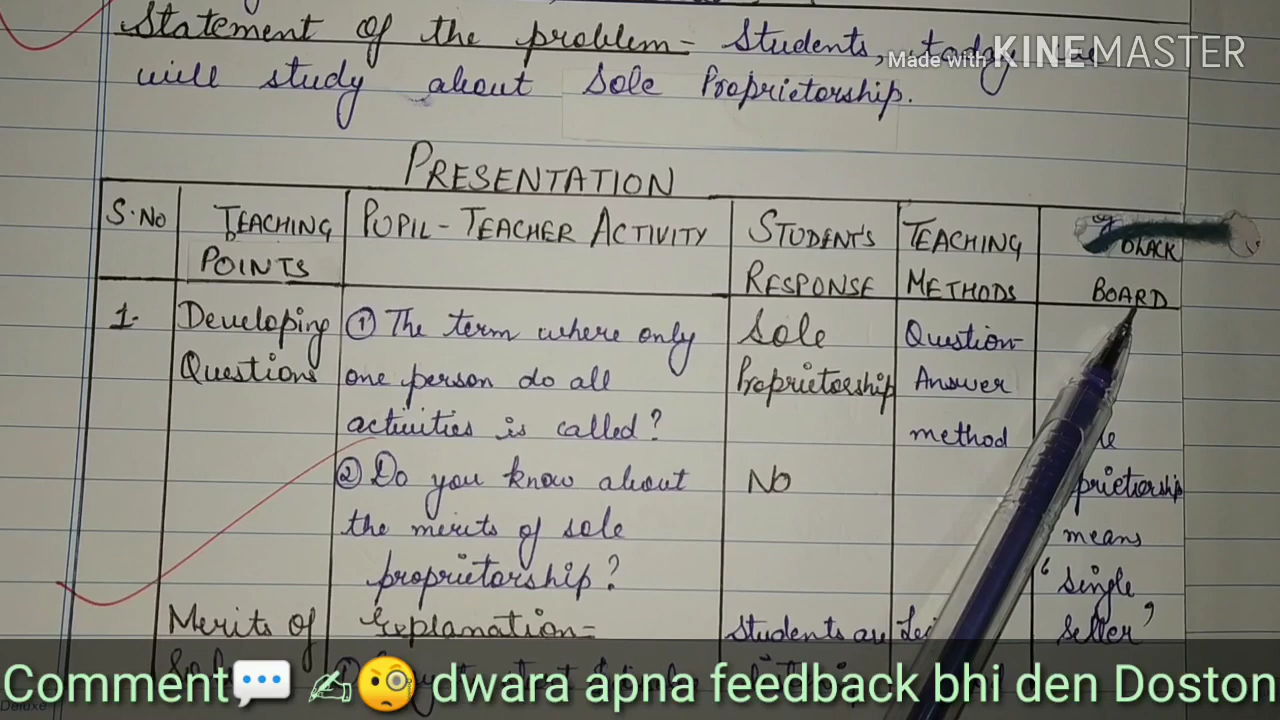 Statement of the problem - Students, today we
will study about Sole Proprietorship.
Made with KINEMASTER
PRESENTATION
S.No
TEACHING
POINTS
PUPIL - TEACHER ACTIVITY
STUDENT'S
RESPONSE
TEACHING
METHODS
BLACK
BOARD
1.
Developing
Questions
① The term where only
one person do all
activities is called?
② Do you know about
the merits of sole
proprietorship?
Sole
Proprietorship
No
Question-
Answer
method
means
"Single
Seller"
Merits of
Explanation =
Students are
Comment💬 ✍🧐 dwara apna feedback bhi den Doston